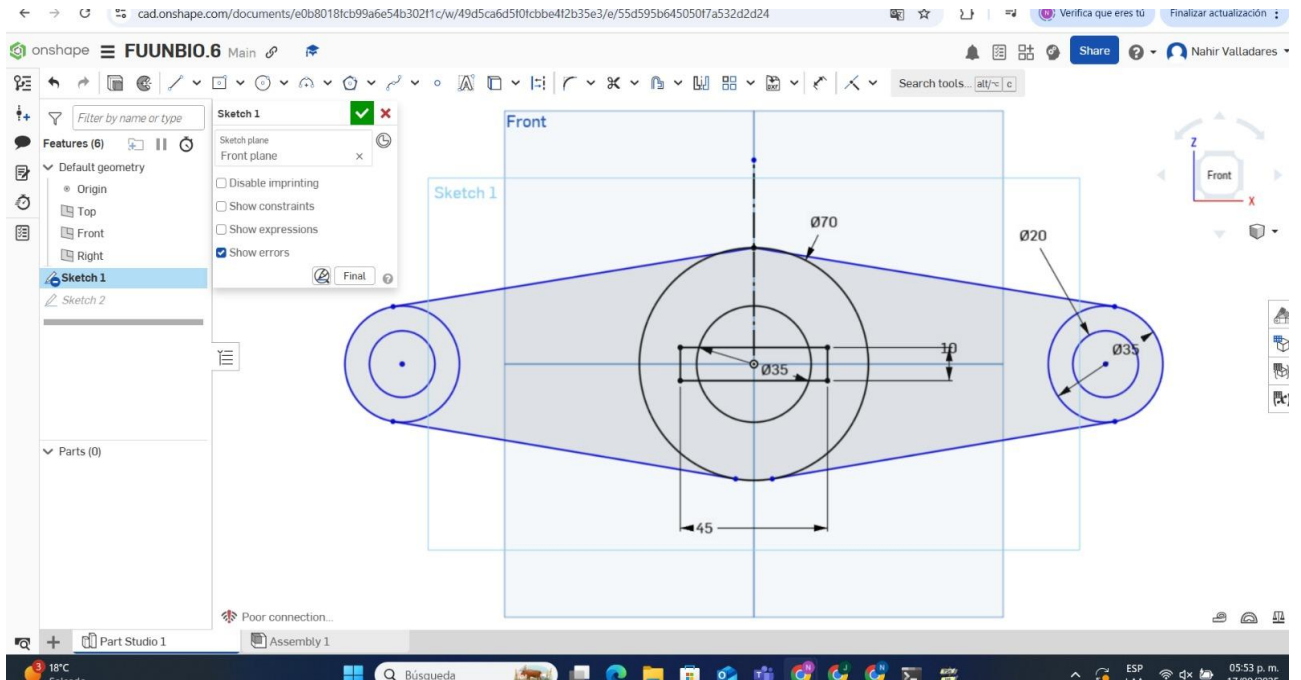 cad.onshape.com/documents/e0b8018fcb99a6e54b302f1c/w/49d5ca6d5f0fcbbe4f2b35e3/e/55d595b645050f7a532d2d24
Verifica que eres tú
Finalizar actualización
onshape FUUNBIO.6 Main
Share
Nahir Valladares
Search tools... alt/⌥ c
Filter by name or type
Features (6)
Default geometry
Origin
Top
Front
Right
Sketch 1
Sketch 2
Parts (0)
Sketch 1
Sketch plane
Front plane
Disable imprinting
Show constraints
Show expressions
Show errors
Final
Front
Sketch 1
Ø70
Ø20
Ø35
10
Ø35
45
Z
Front
X
Poor connection...
Part Studio 1
Assembly 1
3
18°C
Búsqueda
ESP
05:53 p. m.